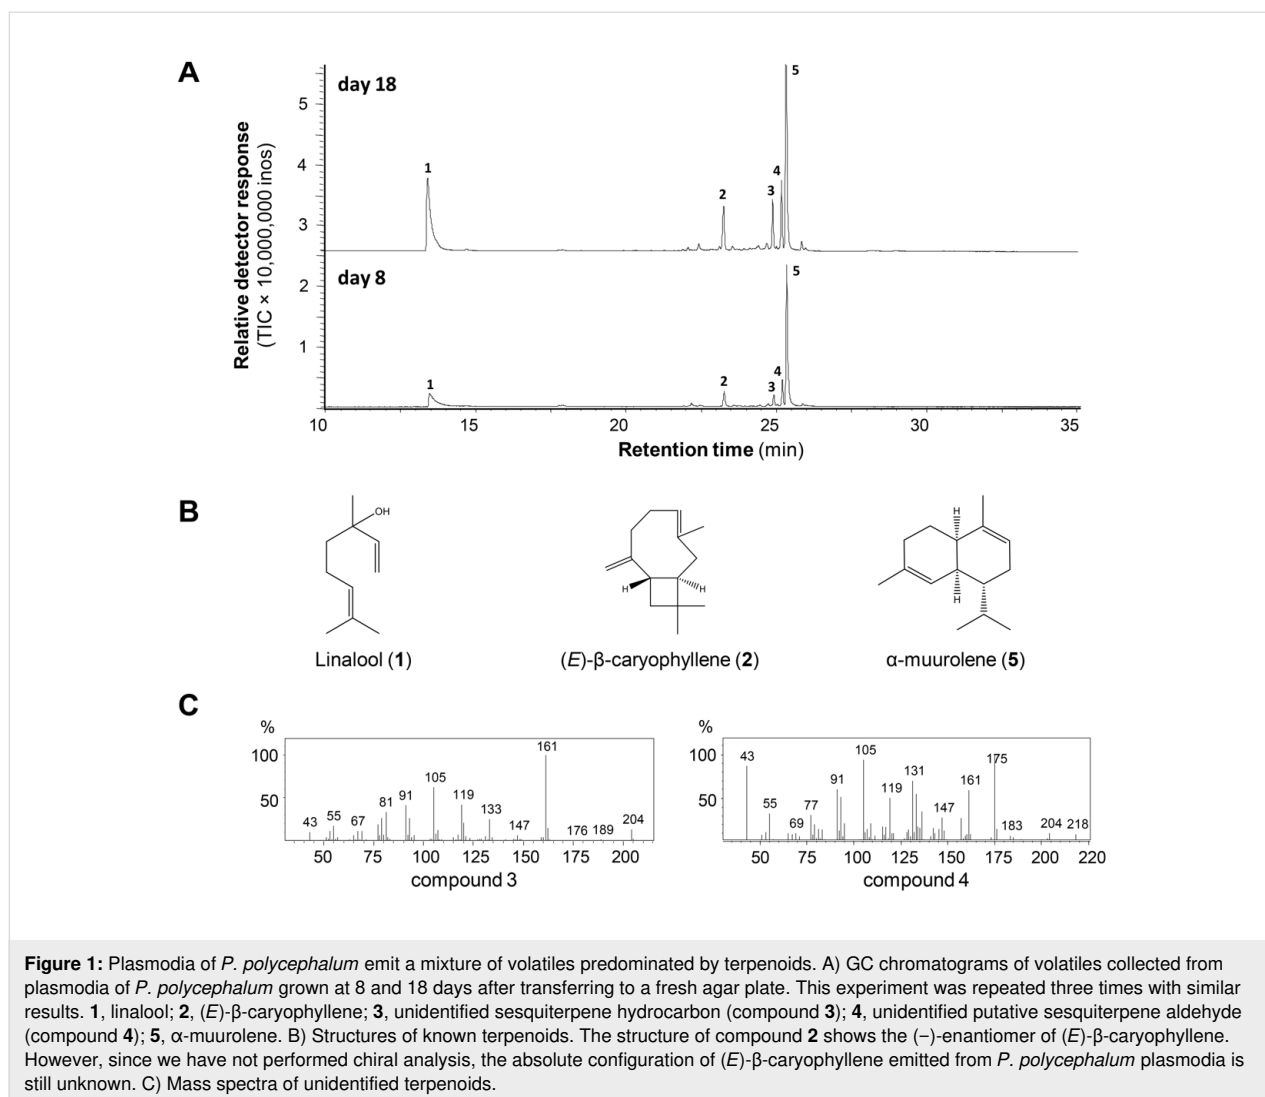 A
day 18
5
4
3
2
1
Relative detector response
(TIC × 10,000,000 inos)
1
2
3
4
5
day 8
1
2
3
4
5
10 15 20 25 30 35
Retention time (min)
B
OH
H
H
H
H
Linalool (1)
(E)-β-caryophyllene (2)
α-muurolene (5)
C
%
100
50
43 55 67 81 91 105 119 133 147 161 176 189 204
50 75 100 125 150 175 200
compound 3
%
100
50
43 55 69 77 91 105 119 131 147 161 175 183 204 218
50 75 100 125 150 175 200 220
compound 4
Figure 1: Plasmodia of P. polycephalum emit a mixture of volatiles predominated by terpenoids. A) GC chromatograms of volatiles collected from
plasmodia of P. polycephalum grown at 8 and 18 days after transferring to a fresh agar plate. This experiment was repeated three times with similar
results. 1, linalool; 2, (E)-β-caryophyllene; 3, unidentified sesquiterpene hydrocarbon (compound 3); 4, unidentified putative sesquiterpene aldehyde
(compound 4); 5, α-muurolene. B) Structures of known terpenoids. The structure of compound 2 shows the (−)-enantiomer of (E)-β-caryophyllene.
However, since we have not performed chiral analysis, the absolute configuration of (E)-β-caryophyllene emitted from P. polycephalum plasmodia is
still unknown. C) Mass spectra of unidentified terpenoids.